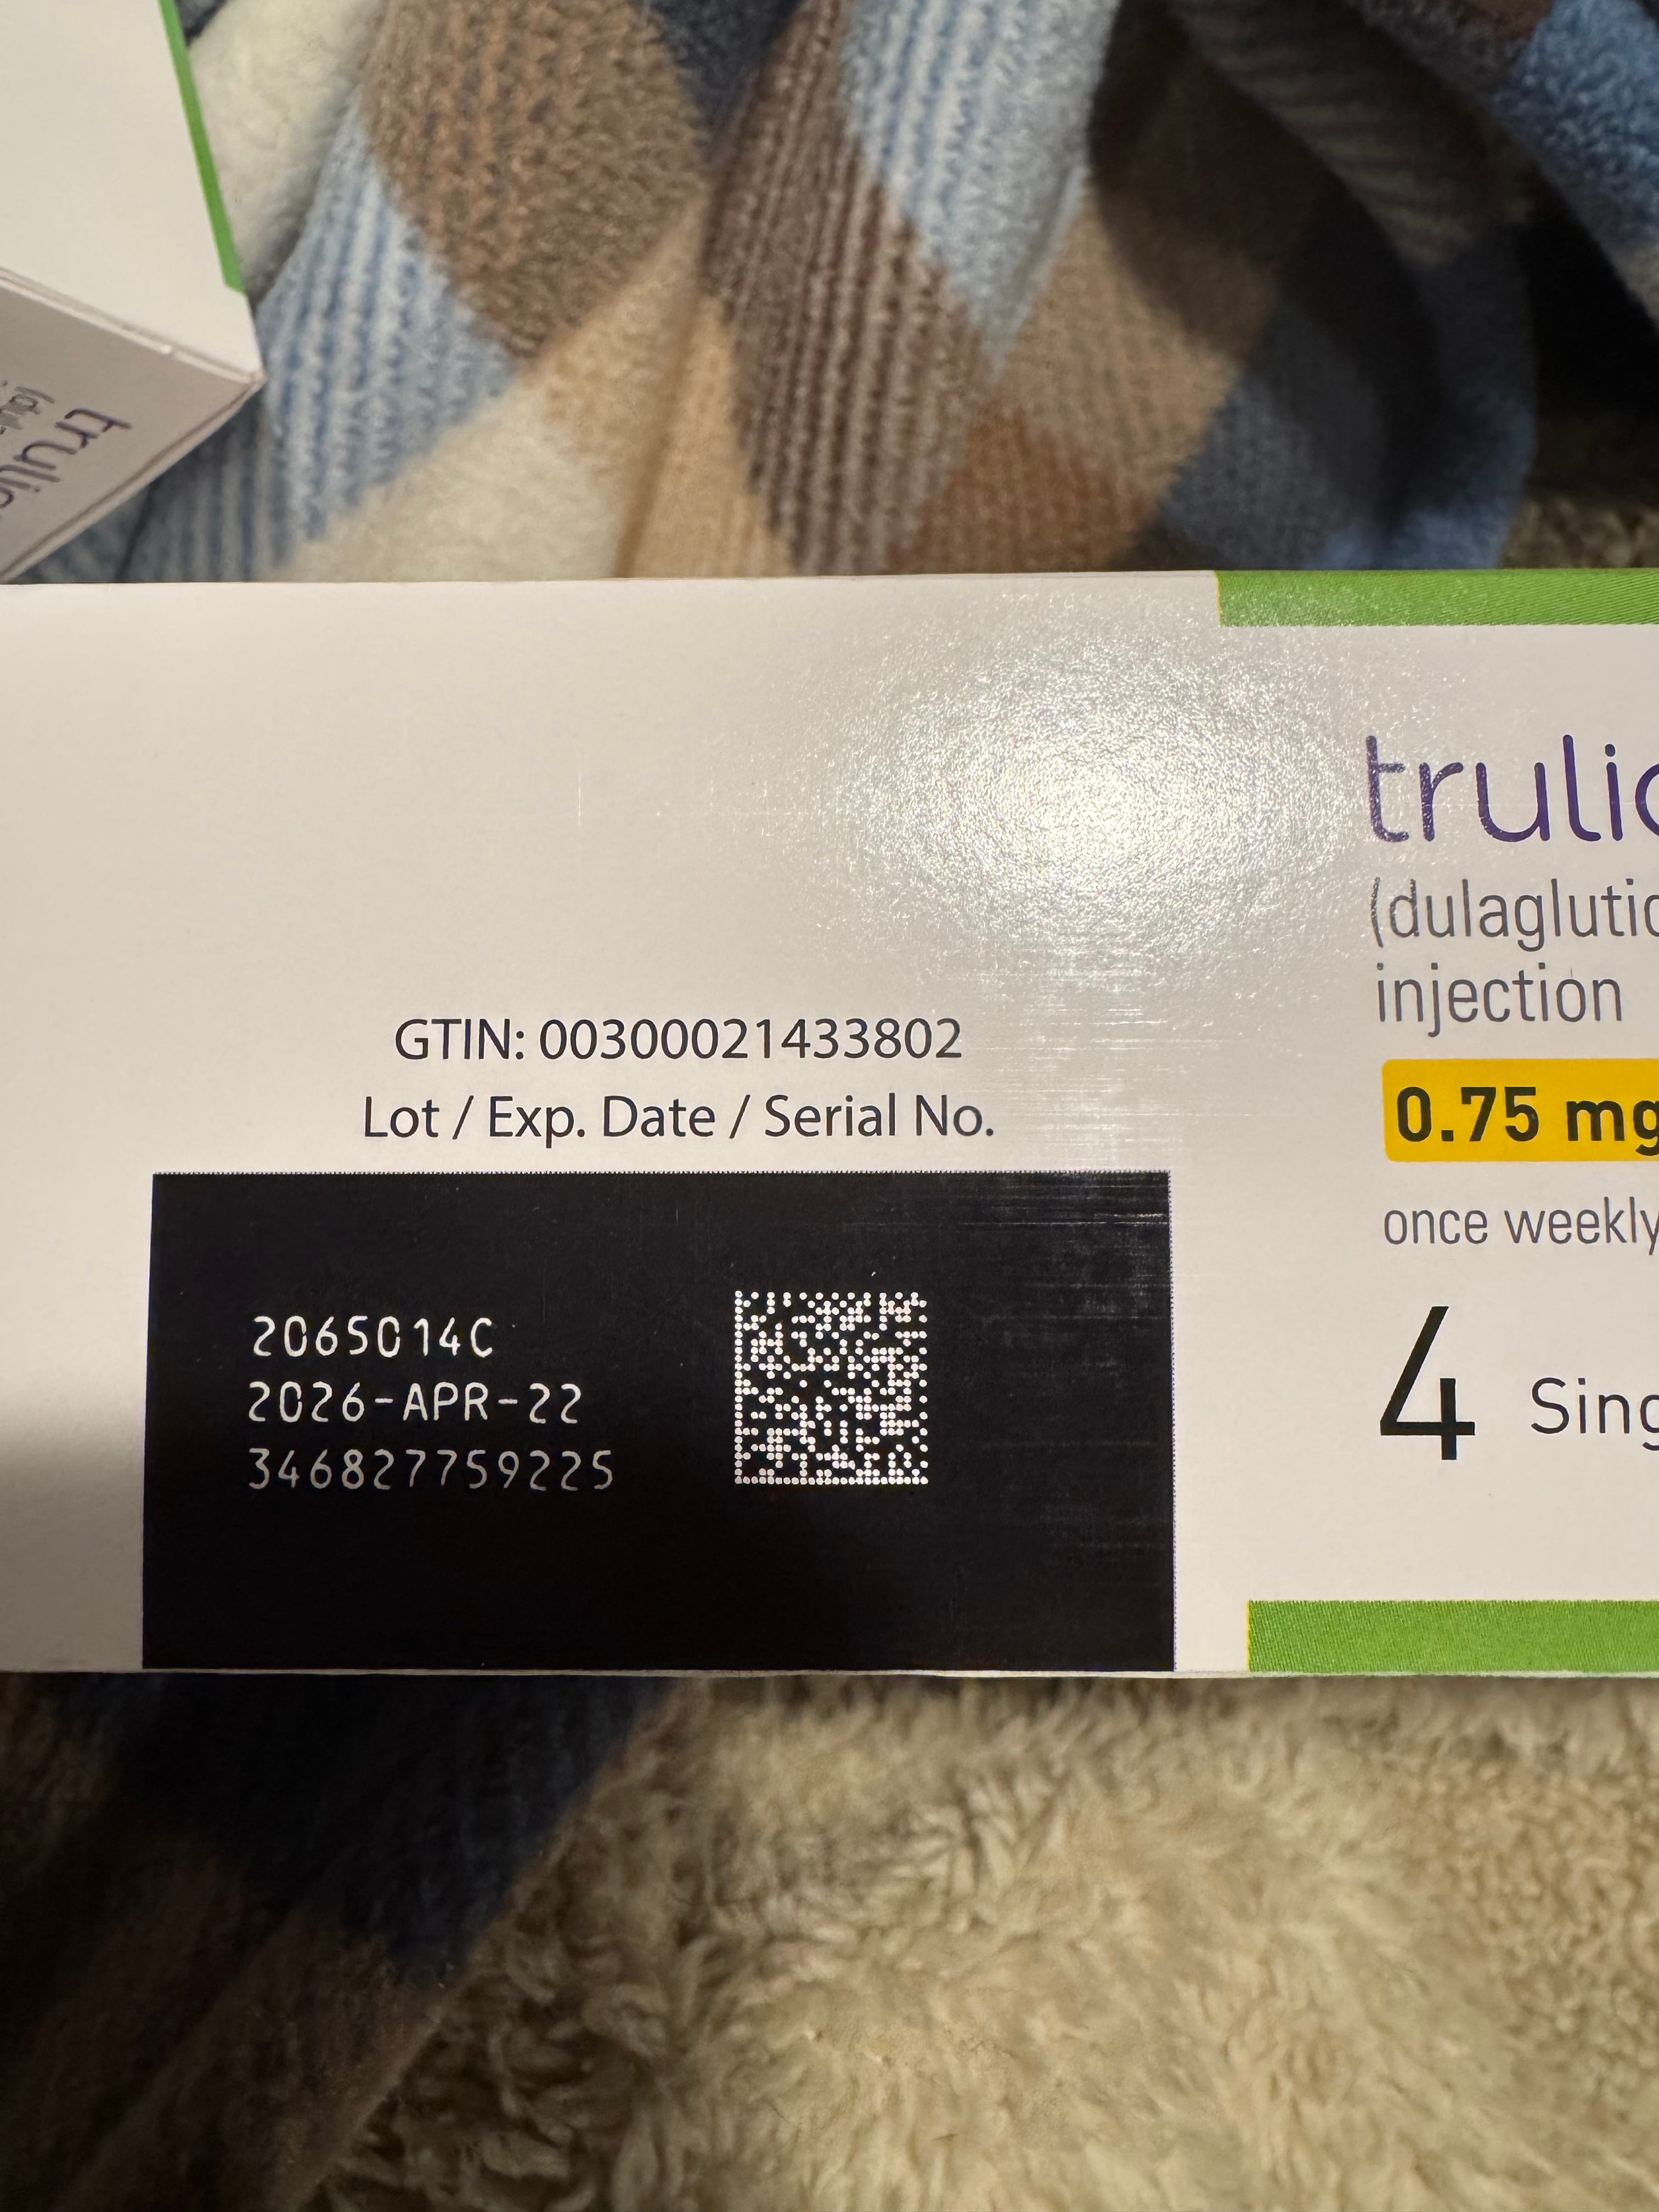 GTIN: 00300021433802
Lot / Exp. Date / Serial No.
2065014C
2026-APR-22
346827759225
trulic
(dulaglutid
injection
0.75 mg
once weekly
4 Sing